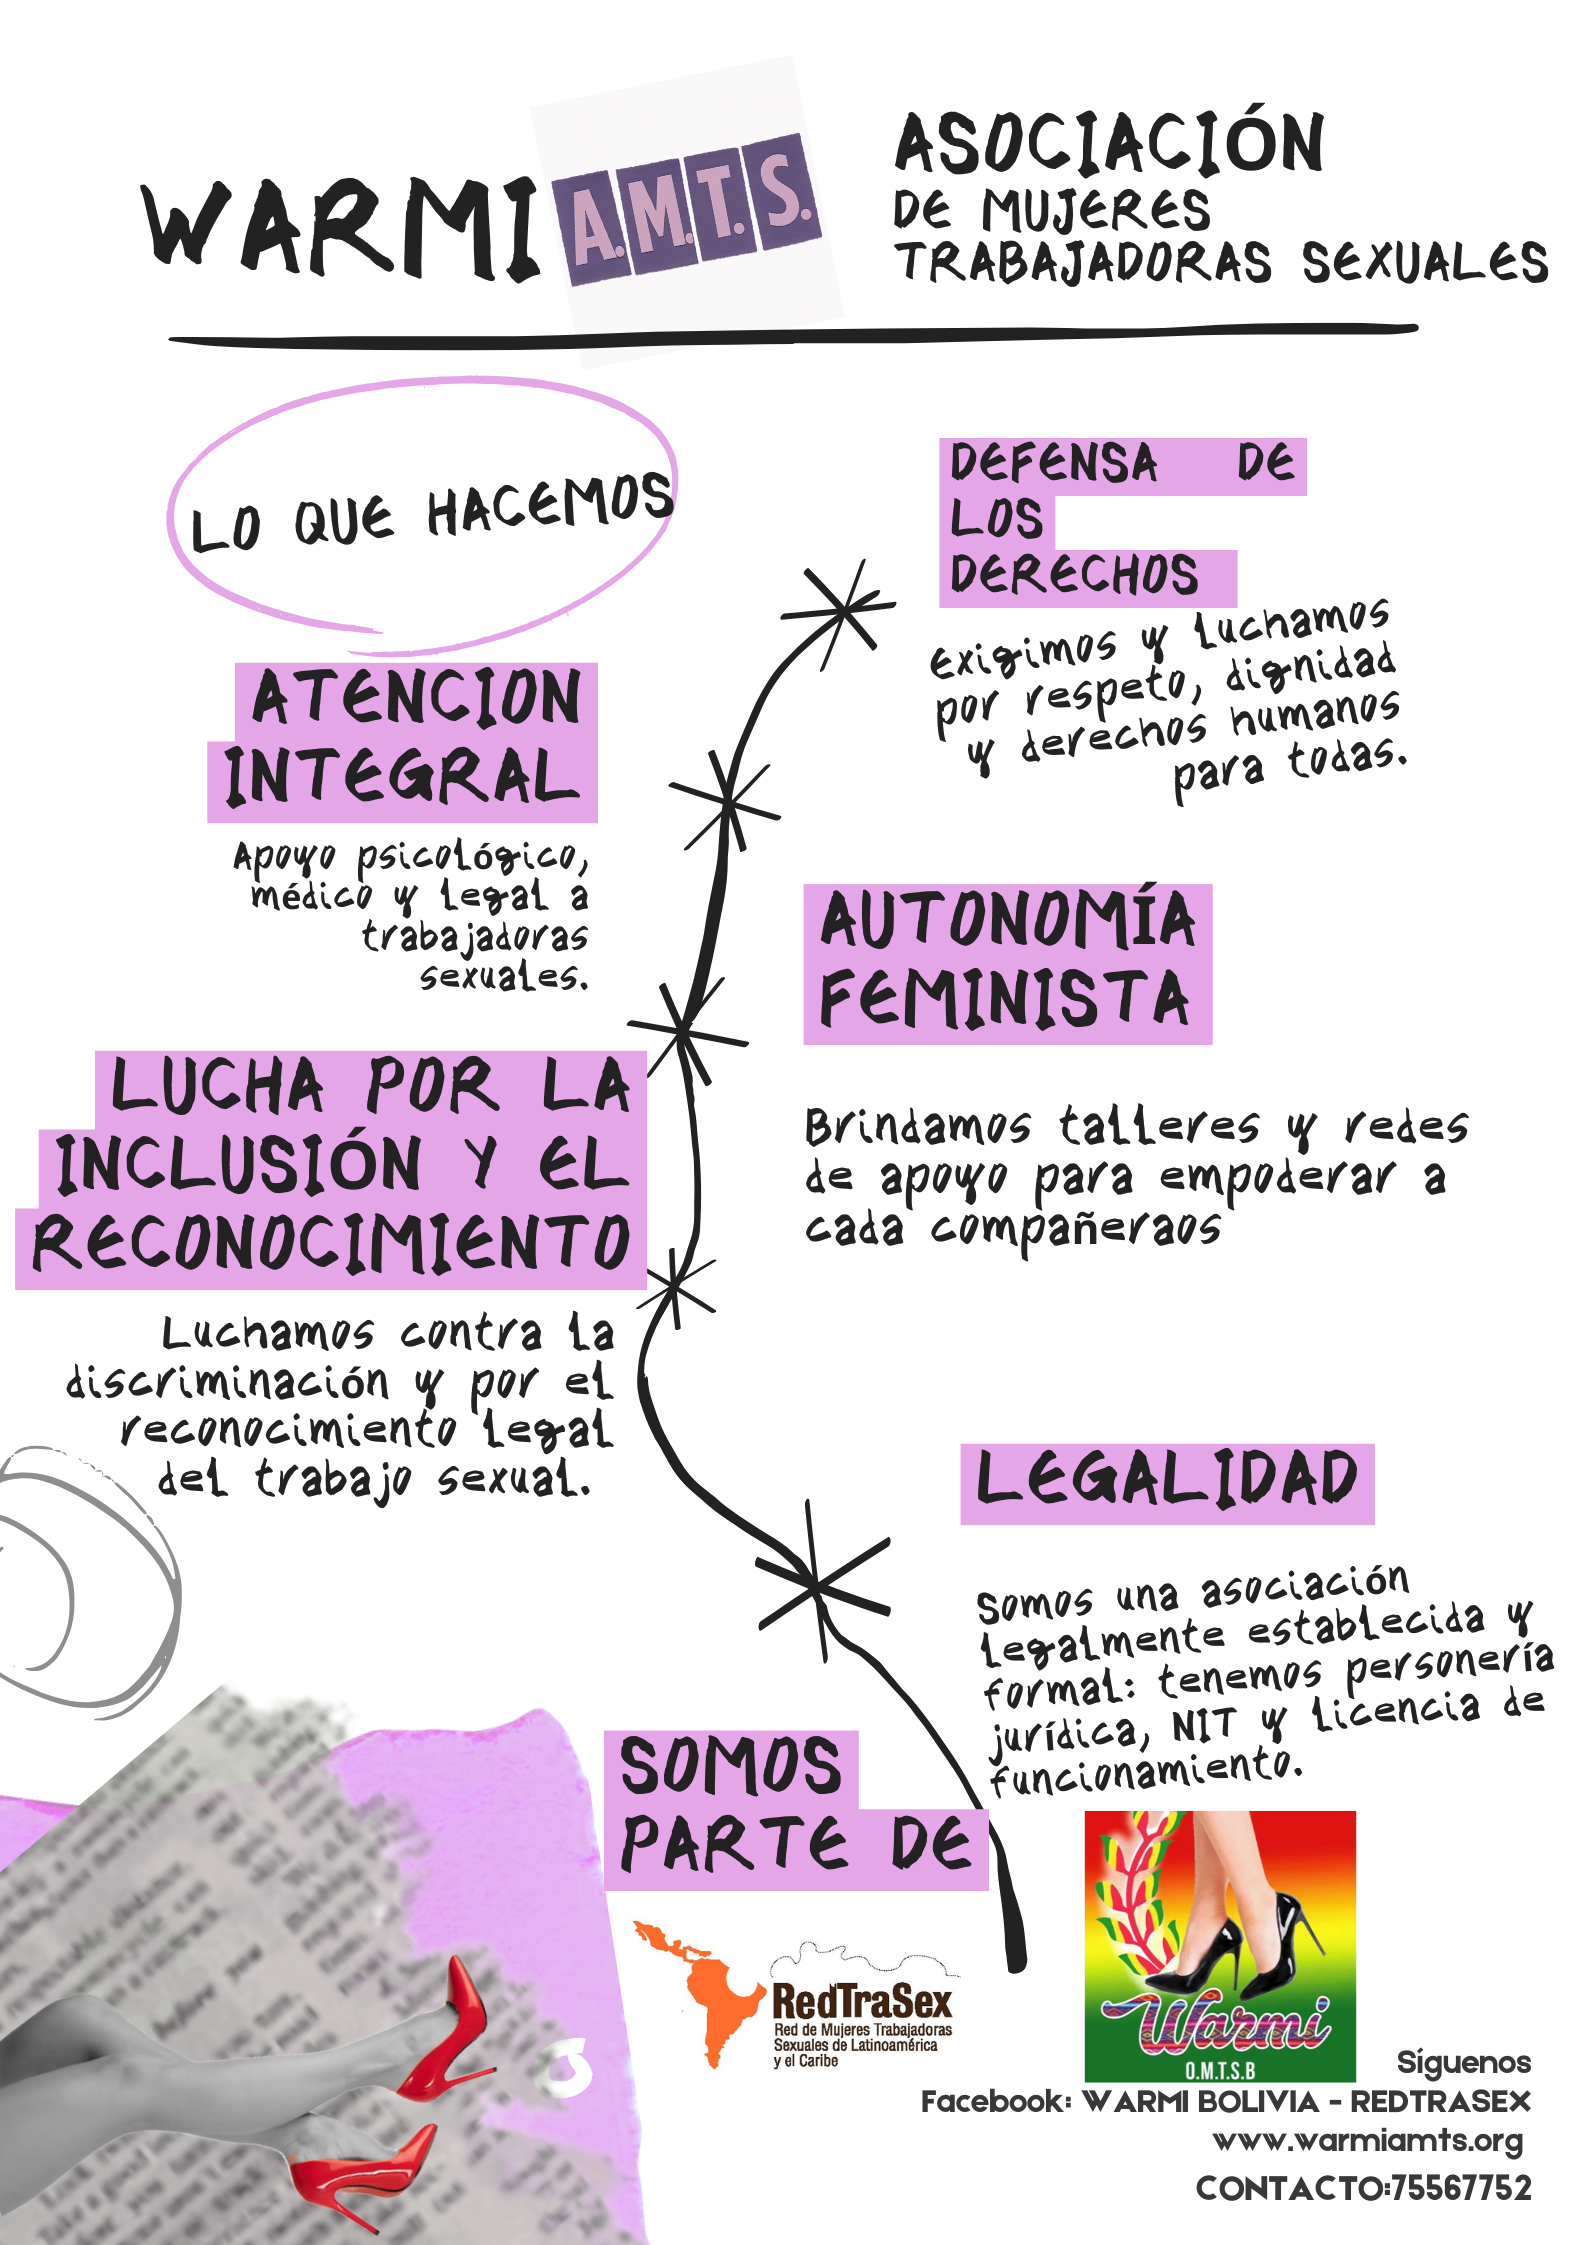 WARMI
A.M.T.S.
ASOCIACIÓN
DE MUJERES
TRABAJADORAS SEXUALES
LO QUE HACEMOS
DEFENSA DE
LOS
DERECHOS
Exigimos y luchamos
por respeto, dignidad
y derechos humanos
para todas.
ATENCION
INTEGRAL
Apoyo psicológico,
médico y legal a
trabajadoras
sexuales.
AUTONOMÍA
FEMINISTA
Brindamos talleres y redes
de apoyo para empoderar a
cada compañeraos
LUCHA POR LA
INCLUSIÓN Y EL
RECONOCIMIENTO
Luchamos contra la
discriminación y por el
reconocimiento legal
del trabajo sexual.
LEGALIDAD
Somos una asociación
legalmente establecida y
formal: tenemos personería
jurídica, NIT y licencia de
funcionamiento.
SOMOS
PARTE DE
RedTraSex
Red de Mujeres Trabajadoras
Sexuales de Latinoamérica
y el Caribe
Warmi
O.M.T.S.B
Síguenos
Facebook: WARMI BOLIVIA - REDTRASEX
www.warmiamts.org
CONTACTO:75567752